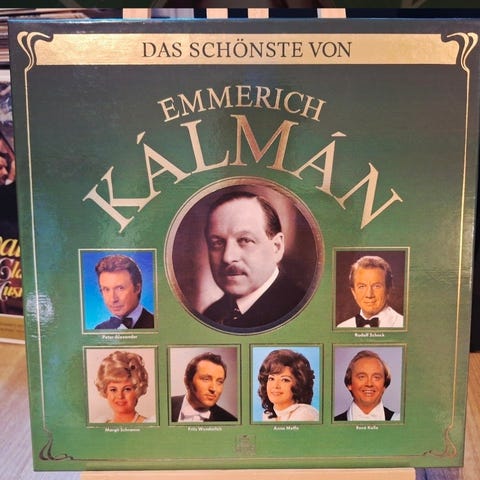 DAS SCHÖNSTE VON
EMMERICH
KÁLMÁN
Peter Alexander
Rudolf Schock
Margit Schramm
Fritz Wunderlich
Anna Moffo
René Kollo